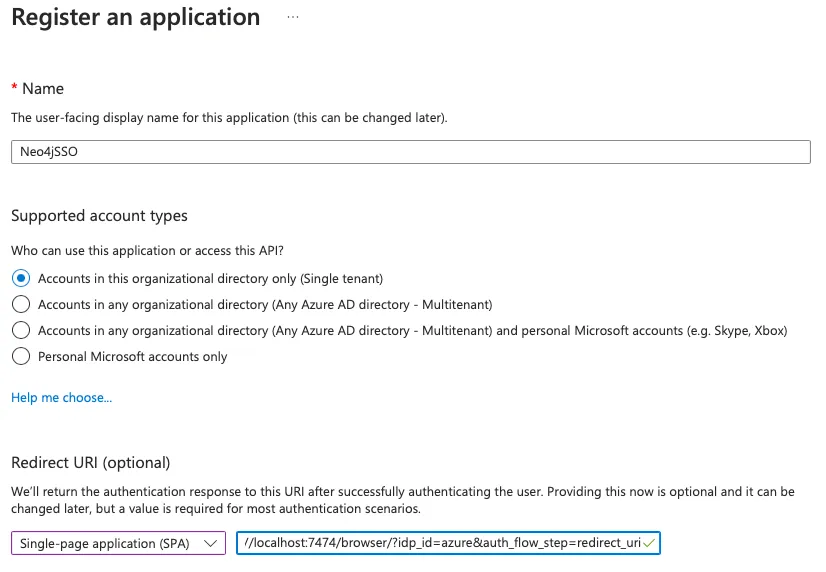 Register an application ...
* Name
The user-facing display name for this application (this can be changed later).
Neo4jSSO
Supported account types
Who can use this application or access this API?
Accounts in this organizational directory only (Single tenant)
Accounts in any organizational directory (Any Azure AD directory - Multitenant)
Accounts in any organizational directory (Any Azure AD directory - Multitenant) and personal Microsoft accounts (e.g. Skype, Xbox)
Personal Microsoft accounts only
Help me choose...
Redirect URI (optional)
We'll return the authentication response to this URI after successfully authenticating the user. Providing this now is optional and it can be
changed later, but a value is required for most authentication scenarios.
Single-page application (SPA) //localhost:7474/browser/?idp_id=azure&auth_flow_step=redirect_uri